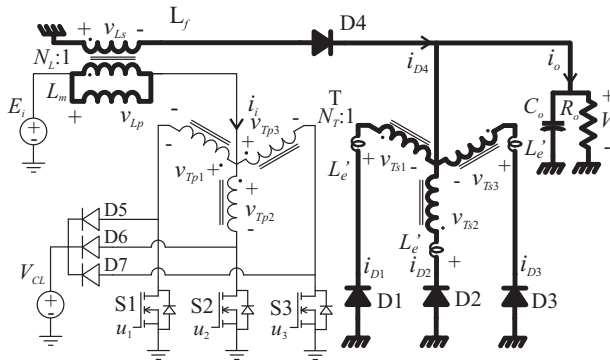 L_f
v_Ls
D4
N_L:1
i_D4
i_o
L_m
v_Lp
E_i
i_i
v_Tp3
T
N_T:1
C_o
R_o
V
v_Tp1
v_Tp2
L_e'
v_Ts1
v_Ts3
L_e'
v_Ts2
L_e'
D5
D6
D7
V_CL
i_D1
i_D2
i_D3
S1
S2
S3
D1
D2
D3
u_1
u_2
u_3